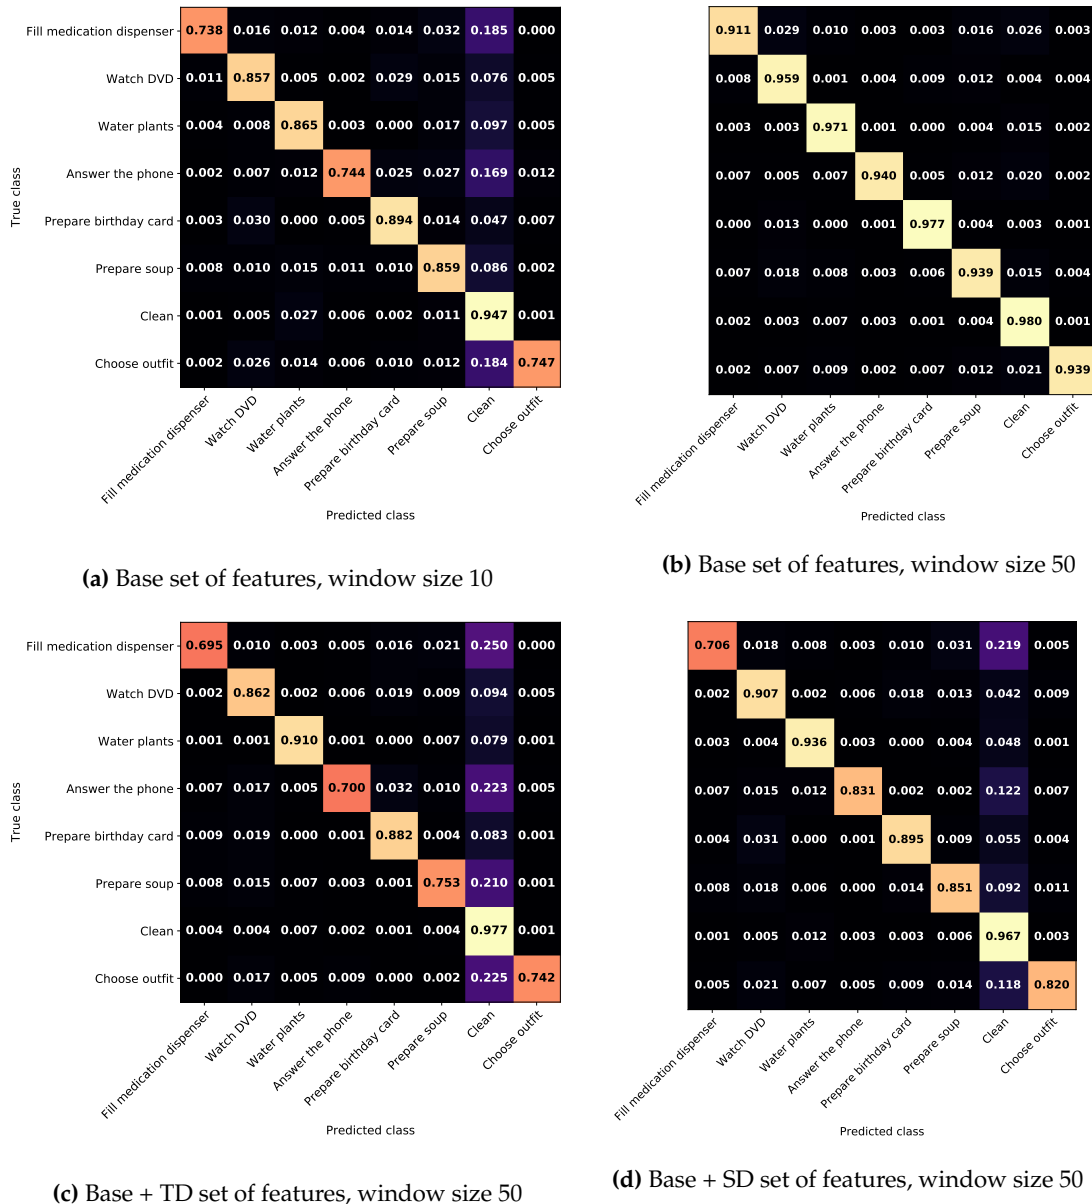 True class
Fill medication dispenser 0.738 0.016 0.012 0.004 0.014 0.032 0.185 0.000
Watch DVD 0.011 0.857 0.005 0.002 0.029 0.015 0.076 0.005
Water plants 0.004 0.008 0.865 0.003 0.000 0.017 0.097 0.005
Answer the phone 0.002 0.007 0.012 0.744 0.025 0.027 0.169 0.012
Prepare birthday card 0.003 0.030 0.000 0.005 0.894 0.014 0.047 0.007
Prepare soup 0.008 0.010 0.015 0.011 0.010 0.859 0.086 0.002
Clean 0.001 0.005 0.027 0.006 0.002 0.011 0.947 0.001
Choose outfit 0.002 0.026 0.014 0.006 0.010 0.012 0.184 0.747
Fill medication dispenser
Watch DVD
Water plants
Answer the phone
Prepare birthday card
Prepare soup
Clean
Choose outfit
Predicted class
(a) Base set of features, window size 10
0.911 0.029 0.010 0.003 0.003 0.016 0.026 0.003
0.008 0.959 0.001 0.004 0.009 0.012 0.004 0.004
0.003 0.003 0.971 0.001 0.000 0.004 0.015 0.002
0.007 0.005 0.007 0.940 0.005 0.012 0.020 0.002
0.000 0.013 0.000 0.001 0.977 0.004 0.003 0.001
0.007 0.018 0.008 0.003 0.006 0.939 0.015 0.004
0.002 0.003 0.007 0.003 0.001 0.004 0.980 0.001
0.002 0.007 0.009 0.002 0.007 0.012 0.021 0.939
Fill medication dispenser
Watch DVD
Water plants
Answer the phone
Prepare birthday card
Prepare soup
Clean
Choose outfit
Predicted class
(b) Base set of features, window size 50
True class
Fill medication dispenser 0.695 0.010 0.003 0.005 0.016 0.021 0.250 0.000
Watch DVD 0.002 0.862 0.002 0.006 0.019 0.009 0.094 0.005
Water plants 0.001 0.001 0.910 0.001 0.000 0.007 0.079 0.001
Answer the phone 0.007 0.017 0.005 0.700 0.032 0.010 0.223 0.005
Prepare birthday card 0.009 0.019 0.000 0.001 0.882 0.004 0.083 0.001
Prepare soup 0.008 0.015 0.007 0.003 0.001 0.753 0.210 0.001
Clean 0.004 0.004 0.007 0.002 0.001 0.004 0.977 0.001
Choose outfit 0.000 0.017 0.005 0.009 0.000 0.002 0.225 0.742
Fill medication dispenser
Watch DVD
Water plants
Answer the phone
Prepare birthday card
Prepare soup
Clean
Choose outfit
Predicted class
(c) Base + TD set of features, window size 50
0.706 0.018 0.008 0.003 0.010 0.031 0.219 0.005
0.002 0.907 0.002 0.006 0.018 0.013 0.042 0.009
0.003 0.004 0.936 0.003 0.000 0.004 0.048 0.001
0.007 0.015 0.012 0.831 0.002 0.002 0.122 0.007
0.004 0.031 0.000 0.001 0.895 0.009 0.055 0.004
0.008 0.018 0.006 0.000 0.014 0.851 0.092 0.011
0.001 0.005 0.012 0.003 0.003 0.006 0.967 0.003
0.005 0.021 0.007 0.005 0.009 0.014 0.118 0.820
Fill medication dispenser
Watch DVD
Water plants
Answer the phone
Prepare birthday card
Prepare soup
Clean
Choose outfit
Predicted class
(d) Base + SD set of features, window size 50